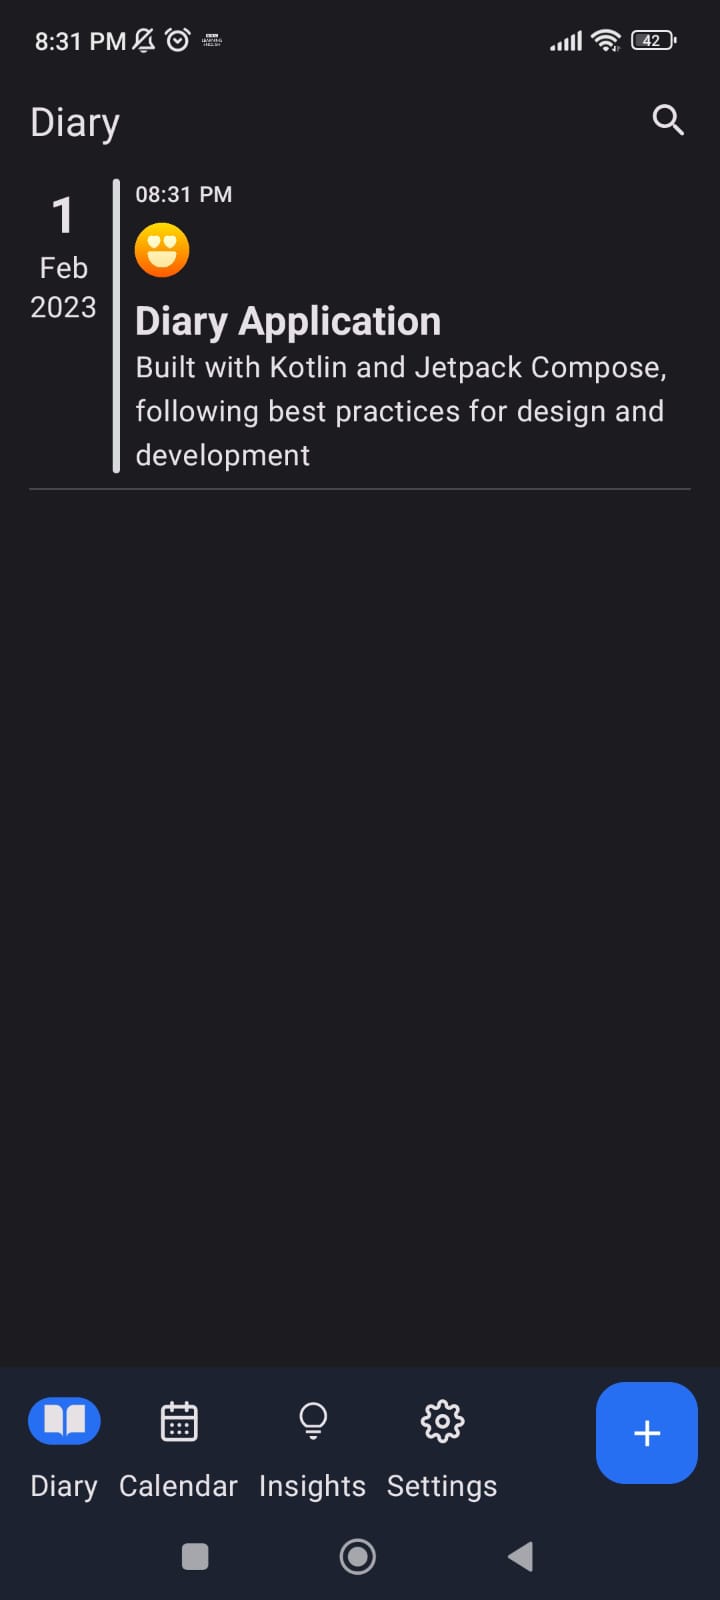 8:31 PM
42
Diary
1
Feb
2023
08:31 PM
Diary Application
Built with Kotlin and Jetpack Compose,
following best practices for design and
development
Diary Calendar Insights Settings